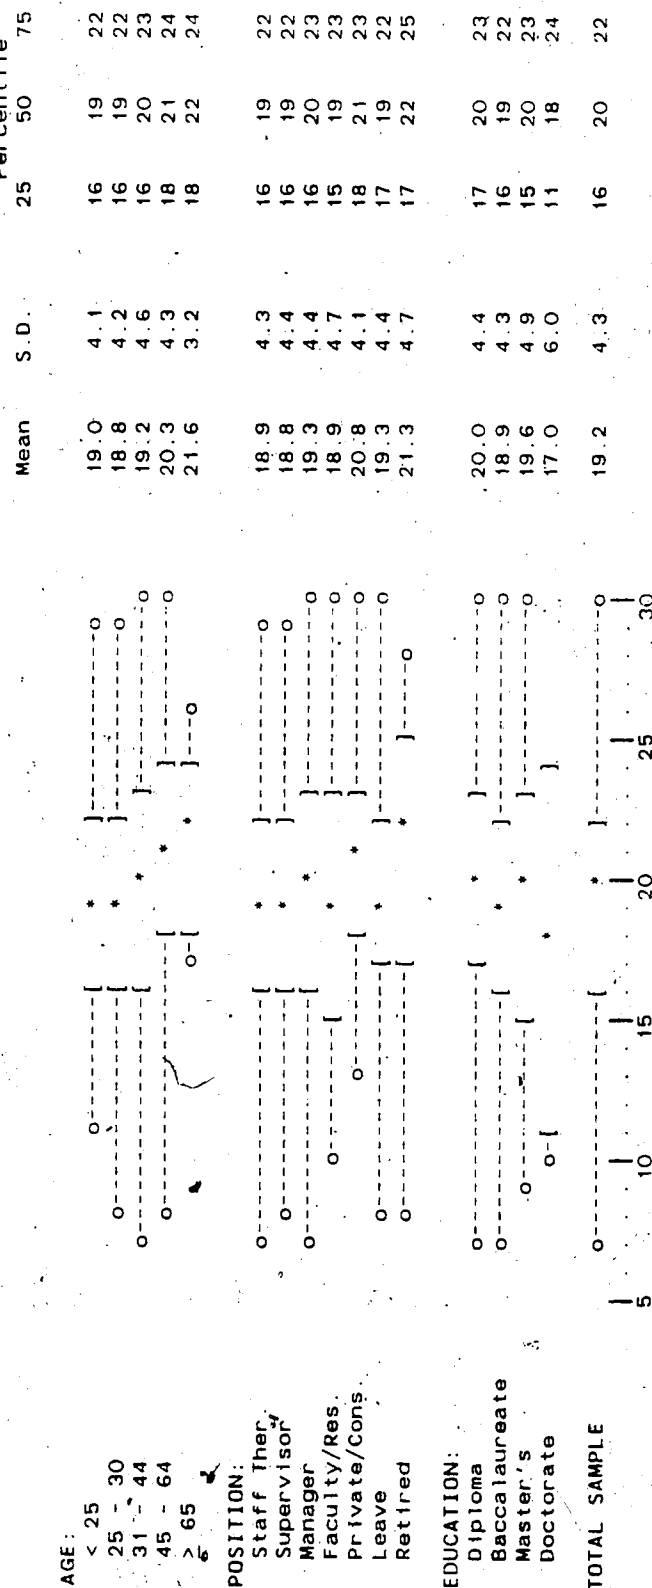 Percentile
Mean S.D. 25 50 75
AGE:
< 25 o----------[ * ]--------------o 19.0 4.1 16 19 22
25 - 30 o----------------[ * ]--------------o 18.8 4.2 16 19 22
31 - 44 o------------------[ * ]--------------o 19.2 4.6 16 20 23
45 - 64 o--------------------[ * ]------------o 20.3 4.3 18 21 24
> 65 o-[ * ]---o 21.6 3.2 18 22 24
POSITION:
Staff Ther. o------------------[ * ]--------------o 18.9 4.3 16 19 22
Supervisor o----------------[ * ]--------------o 18.8 4.4 16 19 22
Manager o------------------[ * ]--------------o 19.3 4.4 16 20 23
Faculty/Res. o----------[ * ]--------------o 18.9 4.7 15 19 23
Private/Cons. o----------[ * ]--------------o 20.8 4.1 18 21 23
Leave o------------------[ * ]----------------o 19.3 4.4 17 19 22
Retired o------------------[ * ]------o 21.3 4.7 17 22 25
EDUCATION:
Diploma o--------------------[ * ]--------------o 20.0 4.4 17 20 23
Baccalaureate o------------------[ * ]----------------o 18.9 4.3 16 19 22
Master's o------------[ * ]--------------o 19.6 4.9 15 20 23
Doctorate o-[ * ] 17.0 6.0 11 18 24
TOTAL SAMPLE o------------------[ * ]----------------o 19.2 4.3 16 20 22
5 10 15 20 25 30